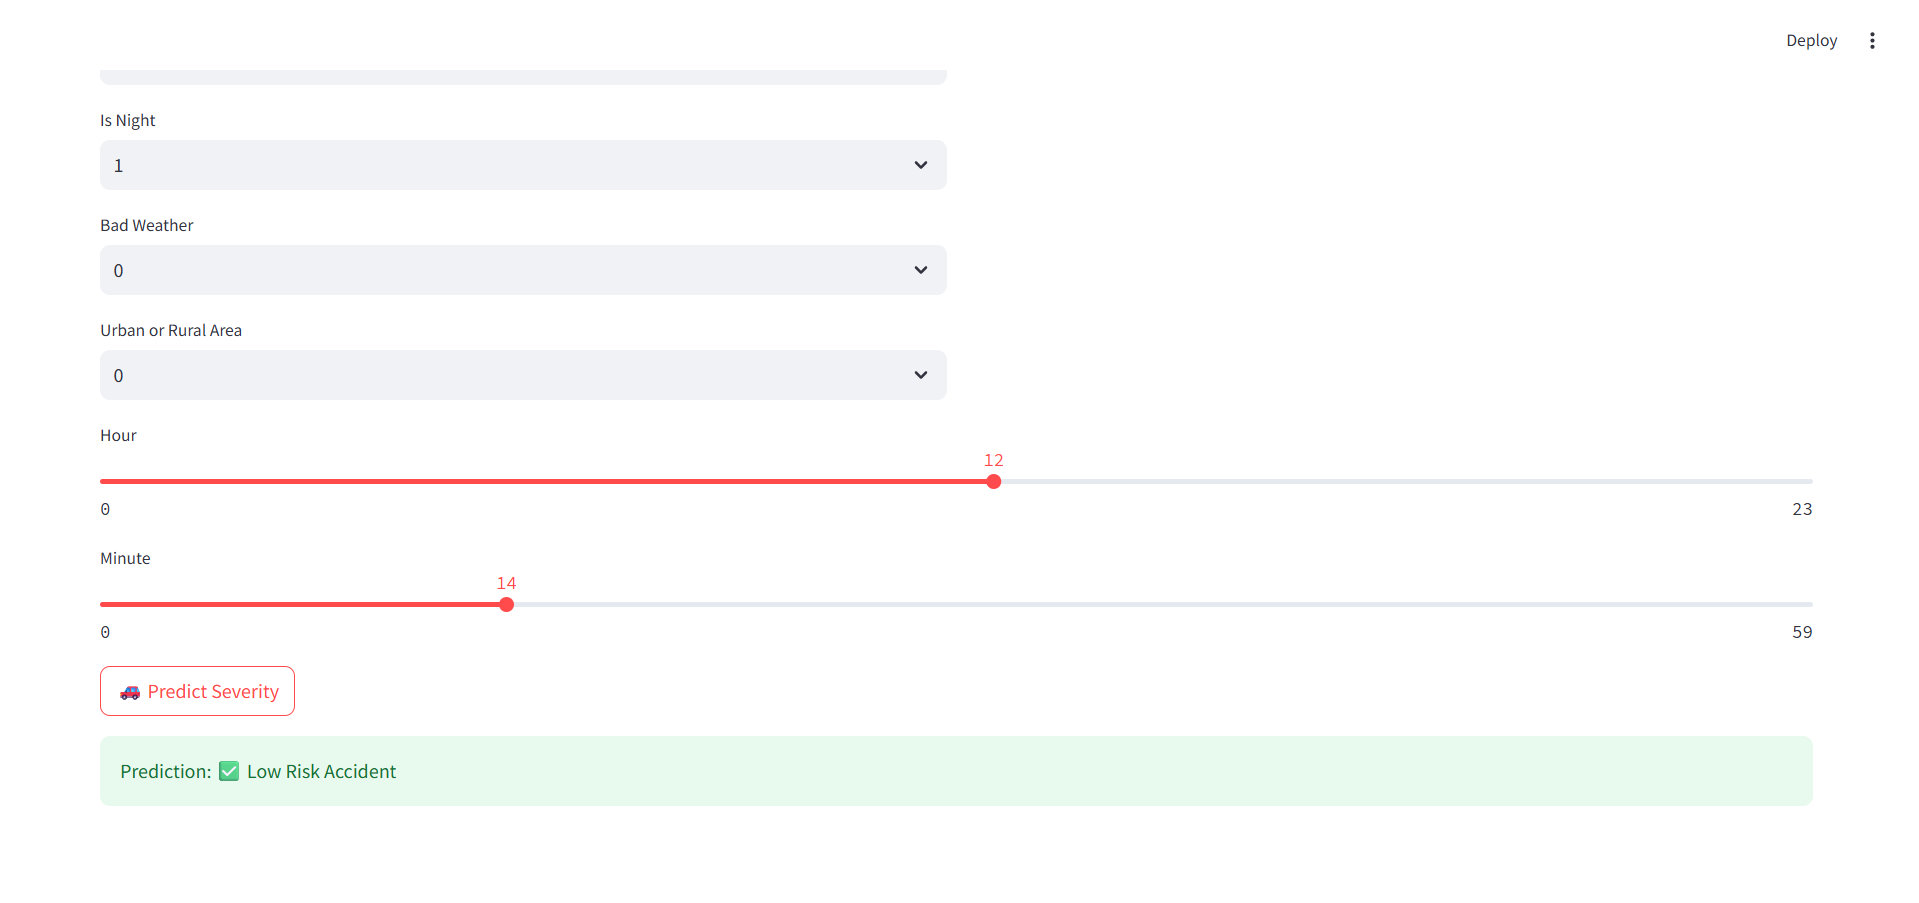 Deploy
Is Night
1
Bad Weather
0
Urban or Rural Area
0
Hour
12
0 23
Minute
14
0 59
🚗 Predict Severity
Prediction: ✅ Low Risk Accident